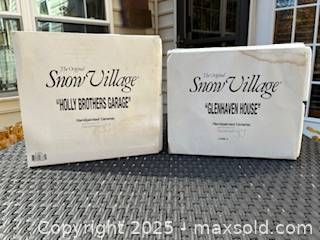 The Original
Snow Village
"HOLLY BROTHERS GARAGE"
Handpainted Ceramic
The Original
Snow Village
"GLENHAVEN HOUSE"
Handpainted Ceramic
Copyright 2025 - maxsold.com